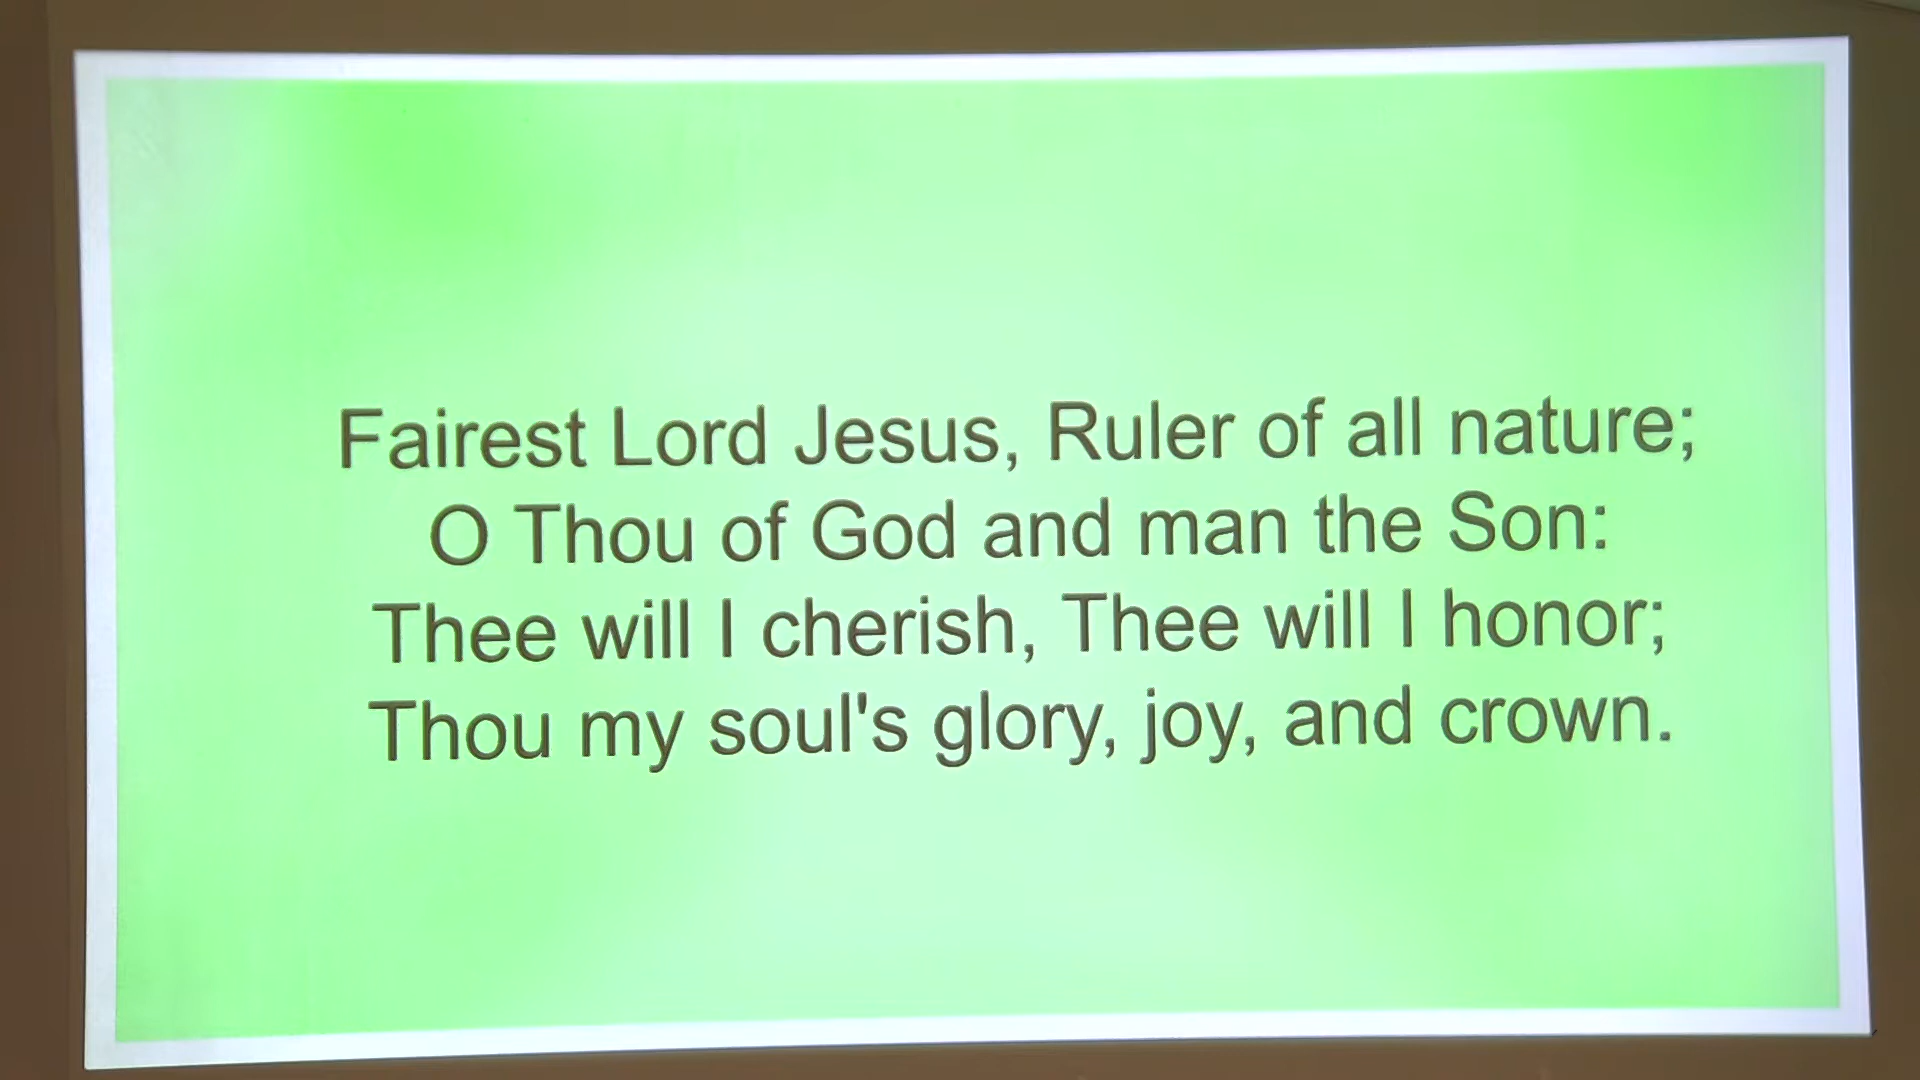 Fairest Lord Jesus, Ruler of all nature;
O Thou of God and man the Son:
Thee will I cherish, Thee will I honor;
Thou my soul's glory, joy, and crown.